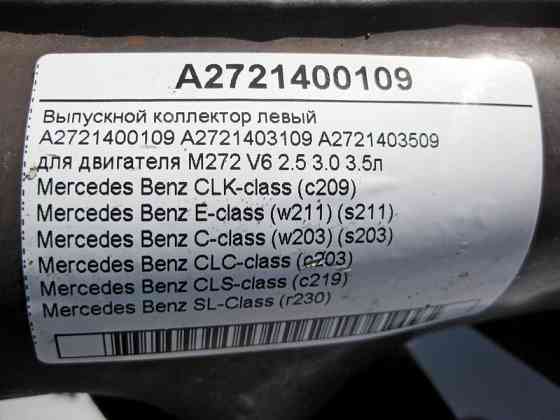 A2721400109
Выпускной коллектор левый
A2721400109 A2721403109 A2721403509
для двигателя M272 V6 2.5 3.0 3.5л
Mercedes Benz CLK-class (c209)
Mercedes Benz E-class (w211) (s211)
Mercedes Benz C-class (w203) (s203)
Mercedes Benz CLC-class (c203)
Mercedes Benz CLS-class (c219)
Mercedes Benz SL-Class (r230)